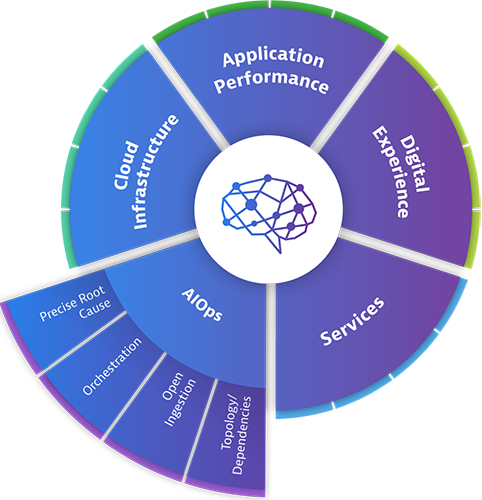 Application
Performance
Digital
Experience
Cloud
Infrastructure
AIOps
Services
Precise Root
Cause
Orchestration
Open
Ingestion
Topology/
Dependencies